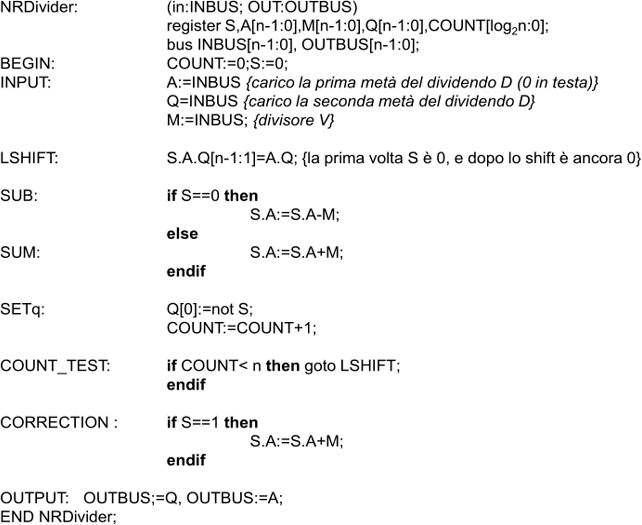 NRDivider: (in:INBUS; OUT:OUTBUS)
register S,A[n-1:0],M[n-1:0],Q[n-1:0],COUNT[log2n:0];
bus INBUS[n-1:0], OUTBUS[n-1:0];
BEGIN: COUNT:=0;S:=0;
INPUT: A:=INBUS {carico la prima metà del dividendo D (0 in testa)}
Q=INBUS {carico la seconda metà del dividendo D}
M:=INBUS; {divisore V}
LSHIFT: S.A.Q[n-1:1]=A.Q; {la prima volta S è 0, e dopo lo shift è ancora 0}
SUB: if S==0 then
S.A:=S.A-M;
else
SUM: S.A:=S.A+M;
endif
SETq: Q[0]:=not S;
COUNT:=COUNT+1;
COUNT_TEST: if COUNT< n then goto LSHIFT;
endif
CORRECTION : if S==1 then
S.A:=S.A+M;
endif
OUTPUT: OUTBUS;=Q, OUTBUS:=A;
END NRDivider;